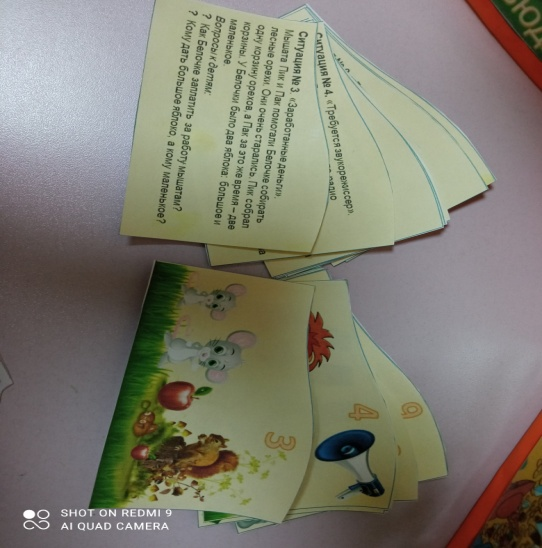 Ситуация № 4. «Требуется звукорежиссер».
радио
Ситуация № 3. «Заработанные деньги».
Мышата Пик и Пак помогали Белочке собирать
лесные орехи. Они очень старались. Пик собрал
одну корзину орехов, а Пак за это же время – две
корзины. У Белочки было два яблока: большое и
маленькое.
Вопросы к детям:
? Как Белочке заплатить за работу мышатам?
? Кому дать большое яблоко, а кому маленькое?
3
4
9
SHOT ON REDMI 9
AI QUAD CAMERA